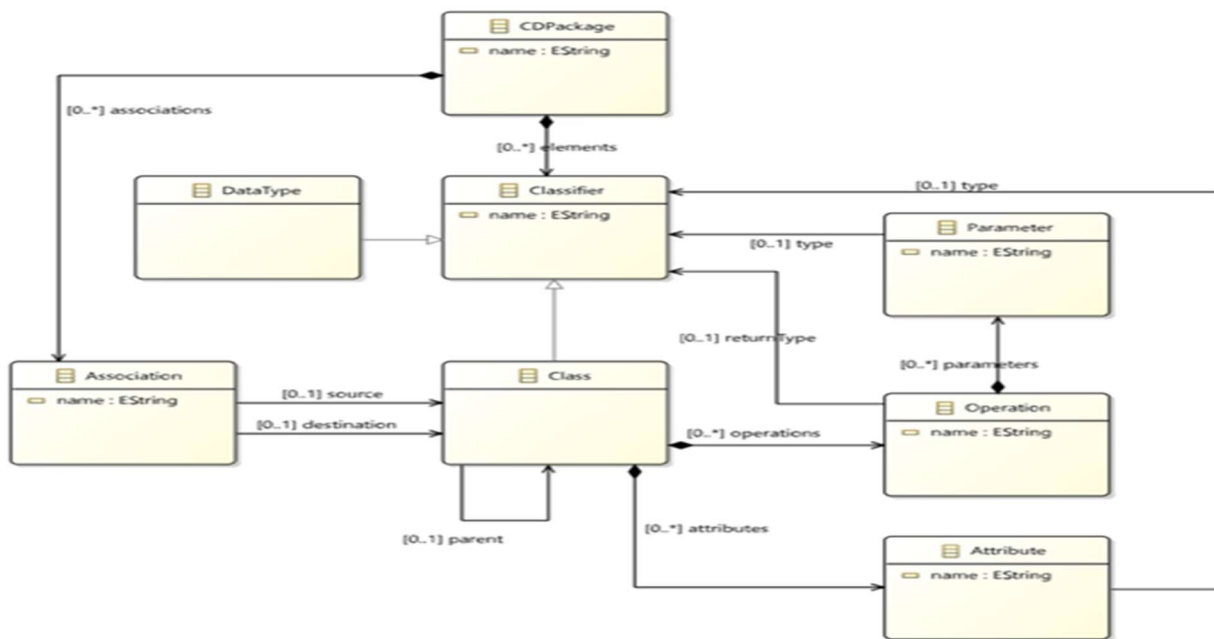 CDPackage
name : EString
[0..*] associations
[0..*] elements
DataType
Classifier
name : EString
[0..1] type
Parameter
name : EString
[0..1] type
[0..1] returnType
[0..*] parameters
Association
name : EString
[0..1] source
[0..1] destination
Class
Operation
name : EString
[0..*] operations
[0..1] parent
[0..*] attributes
Attribute
name : EString